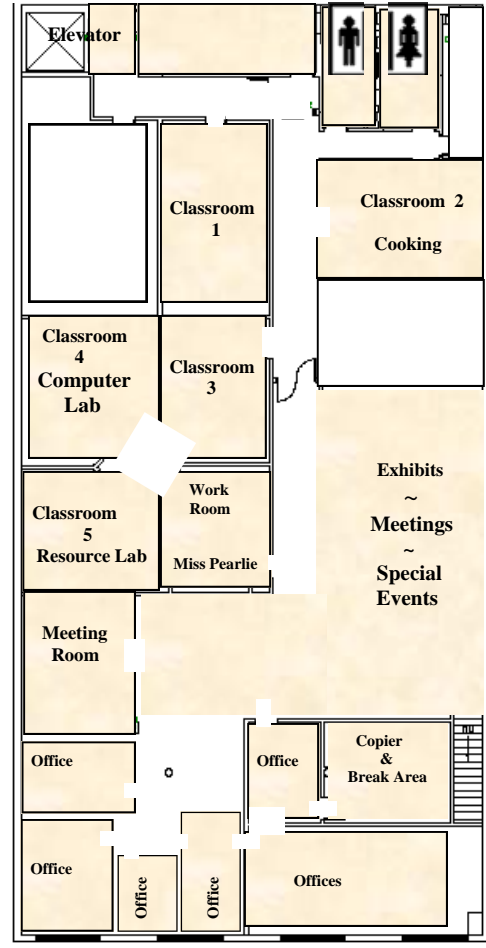 Elevator
Classroom
1
Classroom 2
Cooking
Classroom
4
Computer
Lab
Classroom
3
Classroom
5
Resource Lab
Work
Room
Miss Pearlie
Exhibits
~
Meetings
~
Special
Events
Meeting
Room
Office
Office
Copier
&
Break Area
Office
Office
Office
Offices